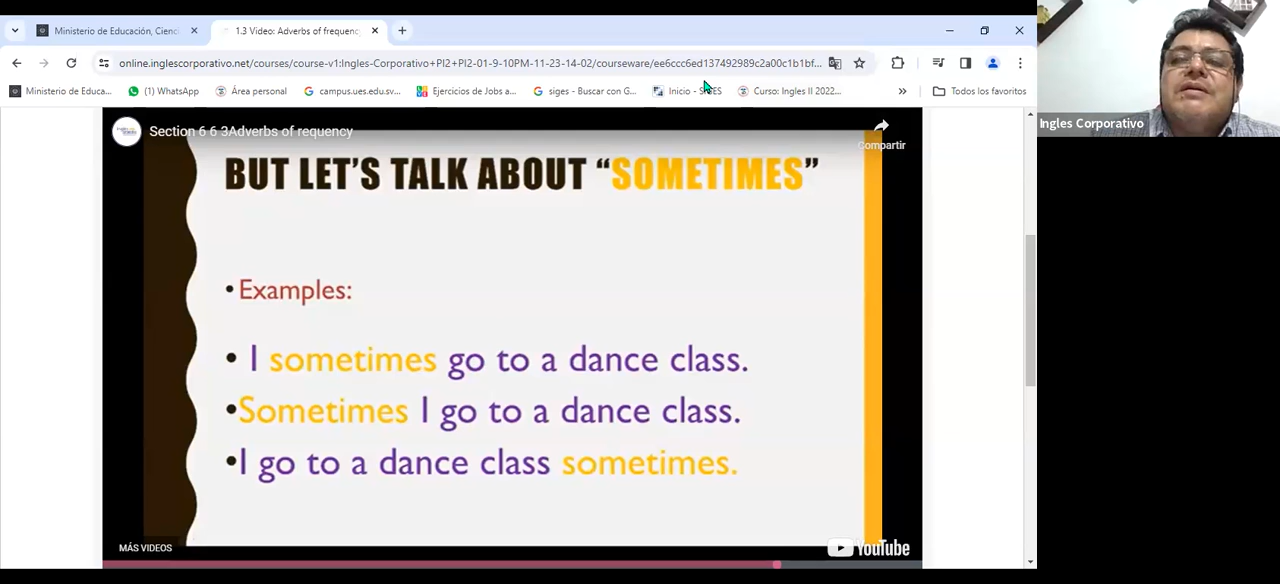 Ministerio de Educación, Cienci
1.3 Video: Adverbs of frequenc
online.inglescorporativo.net/courses/course-v1:Ingles-Corporativo+PI2+PI2-01-9-10PM-11-23-14-02/courseware/ee6ccc6ed137492989c2a00c1b1bf...
Ministerio de Educa...
(1) WhatsApp
Área personal
campus.ues.edu.sv...
Ejercicios de Jobs a...
siges - Buscar con G...
Inicio - SIGES
Curso: Ingles II 2022...
»
Todos los favoritos
Section 6 6 3Adverbs of requency
Compartir
BUT LET'S TALK ABOUT “SOMETIMES”
• Examples:
• I sometimes go to a dance class.
•Sometimes I go to a dance class.
•I go to a dance class sometimes.
MÁS VIDEOS
YouTube
Ingles Corporativo